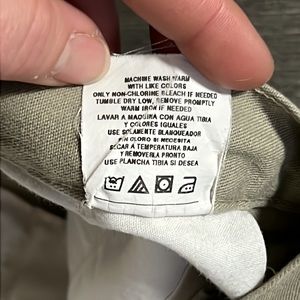 MACHINE WASH WARM
WITH LIKE COLORS
ONLY NON-CHLORINE BLEACH IF NEEDED
TUMBLE DRY LOW, REMOVE PROMPTLY
WARM IRON IF NEEDED
LAVAR A MAQUINA CON AGUA TIBIA
Y COLORES IGUALES
USE SOLAMENTE BLANQUEADOR
SIN CLORO SI NECESITA
SECAR A TEMPERATURA BAJA
Y REMOVERLA PRONTO
USE PLANCHA TIBIA SI DESEA